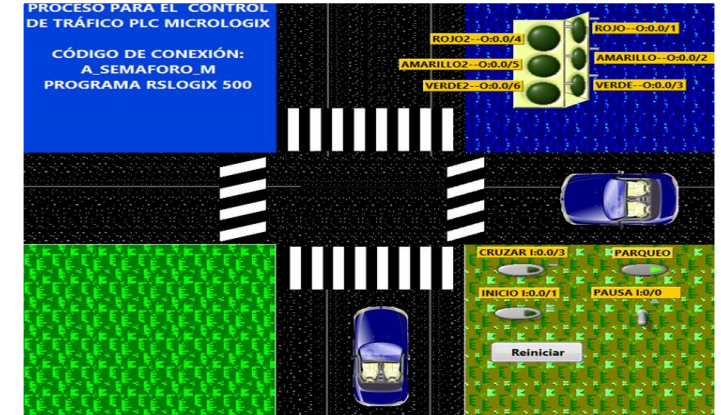 PROCESO PARA EL CONTROL
DE TRÁFICO PLC MICROLOGIX
CÓDIGO DE CONEXIÓN:
A_SEMAFORO_M
PROGRAMA RSLOGIX 500
ROJO2--O:0.0/4
ROJO--O:0.0/1
AMARILLO2--O:0.0/5
AMARILLO--O:0.0/2
VERDE2--O:0.0/6
VERDE--O:0.0/3
CRUZAR I:0.0/3
PARQUEO
INICIO I:0.0/1
PAUSA I:0/0
Reiniciar